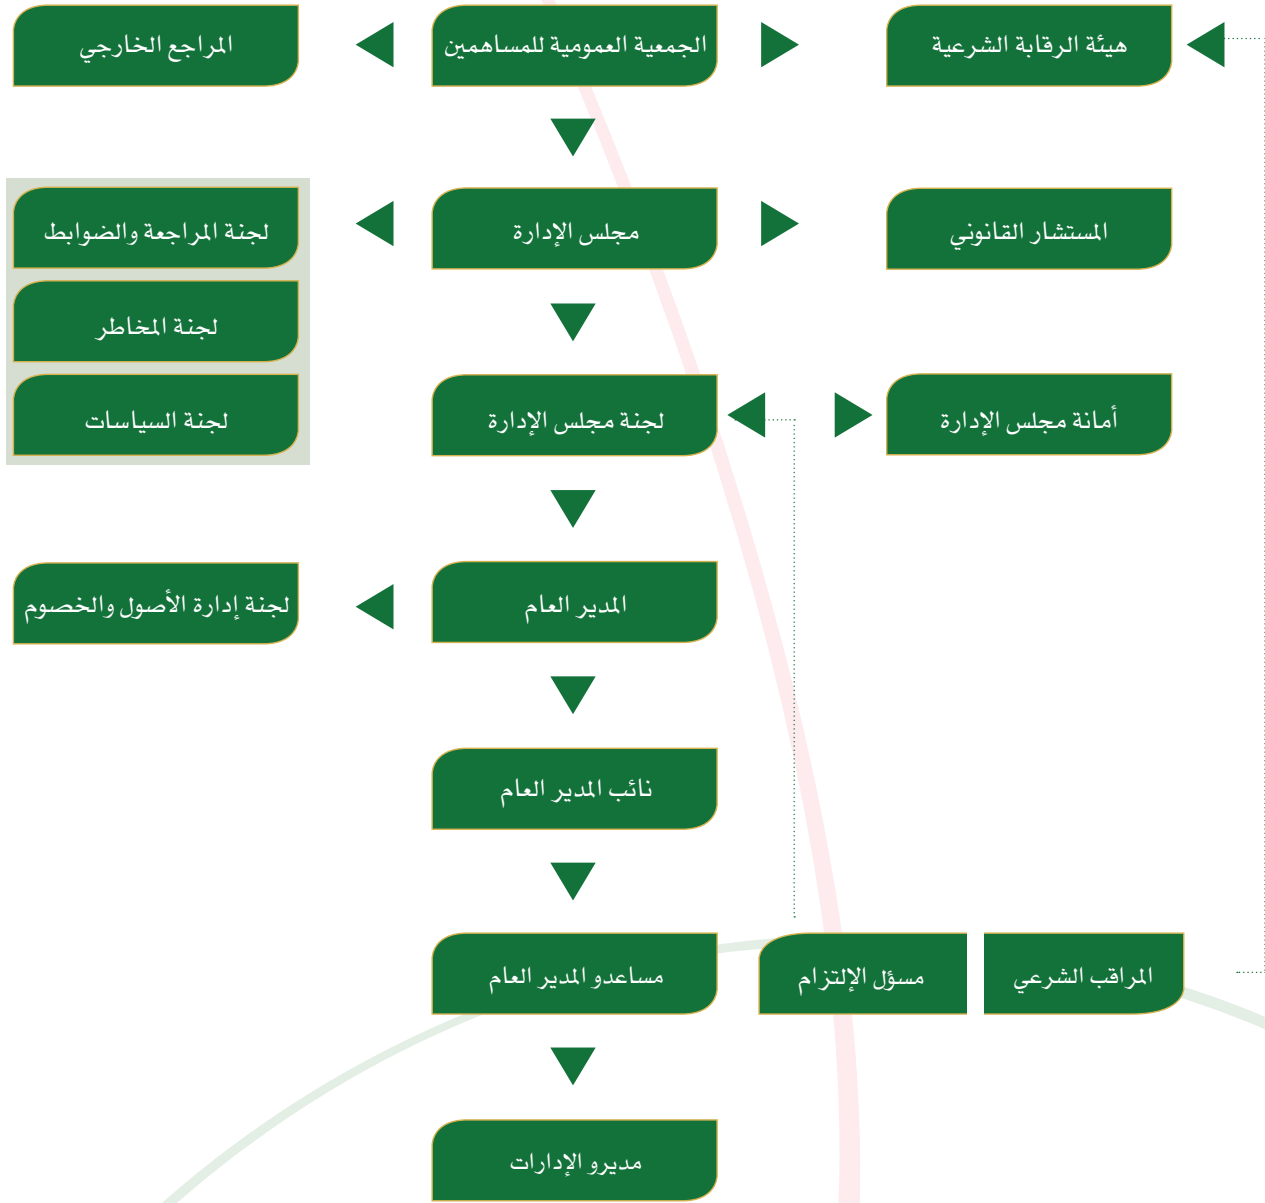 هيئة الرقابة الشرعية
الجمعية العمومية للمساهمين
المراجع الخارجي
المستشار القانوني
مجلس الإدارة
لجنة المراجعة والضوابط
لجنة المخاطر
أمانة مجلس الإدارة
لجنة مجلس الإدارة
لجنة السياسات
المدير العام
لجنة إدارة الأصول والخصوم
نائب المدير العام
المراقب الشرعي
مسؤل الإلتزام
مساعدو المدير العام
مديرو الإدارات